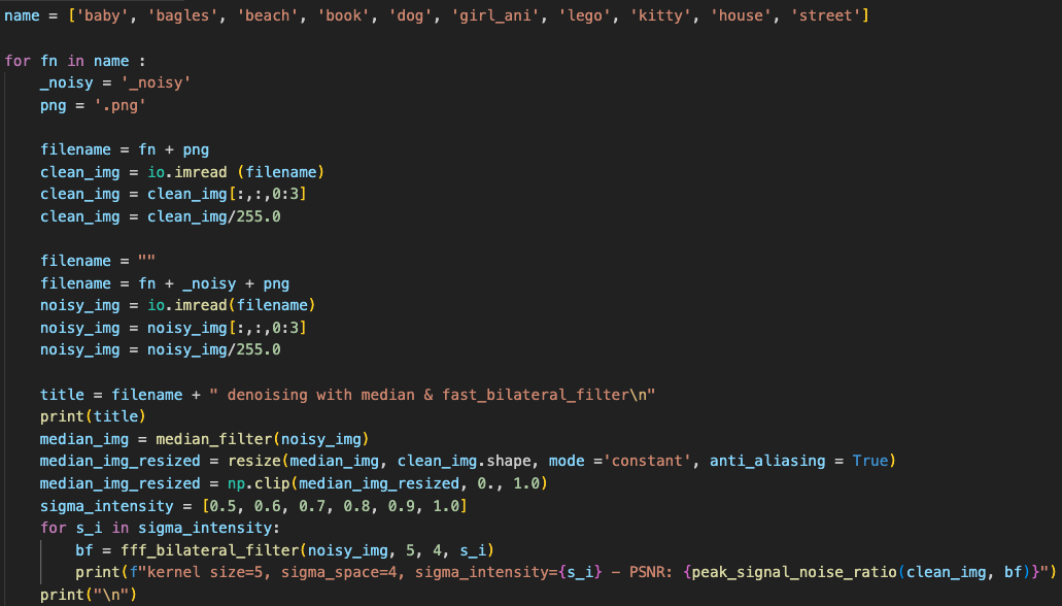 name = ['baby', 'bagles', 'beach', 'book', 'dog', 'girl_ani', 'lego', 'kitty', 'house', 'street']
for fn in name :
    _noisy = '_noisy'
    png = '.png'
    filename = fn + png
    clean_img = io.imread (filename)
    clean_img = clean_img[:,:,0:3]
    clean_img = clean_img/255.0
    filename = ""
    filename = fn + _noisy + png
    noisy_img = io.imread(filename)
    noisy_img = noisy_img[:,:,0:3]
    noisy_img = noisy_img/255.0
    title = filename + " denoising with median & fast_bilateral_filter\n"
    print(title)
    median_img = median_filter(noisy_img)
    median_img_resized = resize(median_img, clean_img.shape, mode ='constant', anti_aliasing = True)
    median_img_resized = np.clip(median_img_resized, 0., 1.0)
    sigma_intensity = [0.5, 0.6, 0.7, 0.8, 0.9, 1.0]
    for s_i in sigma_intensity:
        bf = fff_bilateral_filter(noisy_img, 5, 4, s_i)
        print(f"kernel size=5, sigma_space=4, sigma_intensity={s_i} – PSNR: {peak_signal_noise_ratio(clean_img, bf)}")
    print("\n")